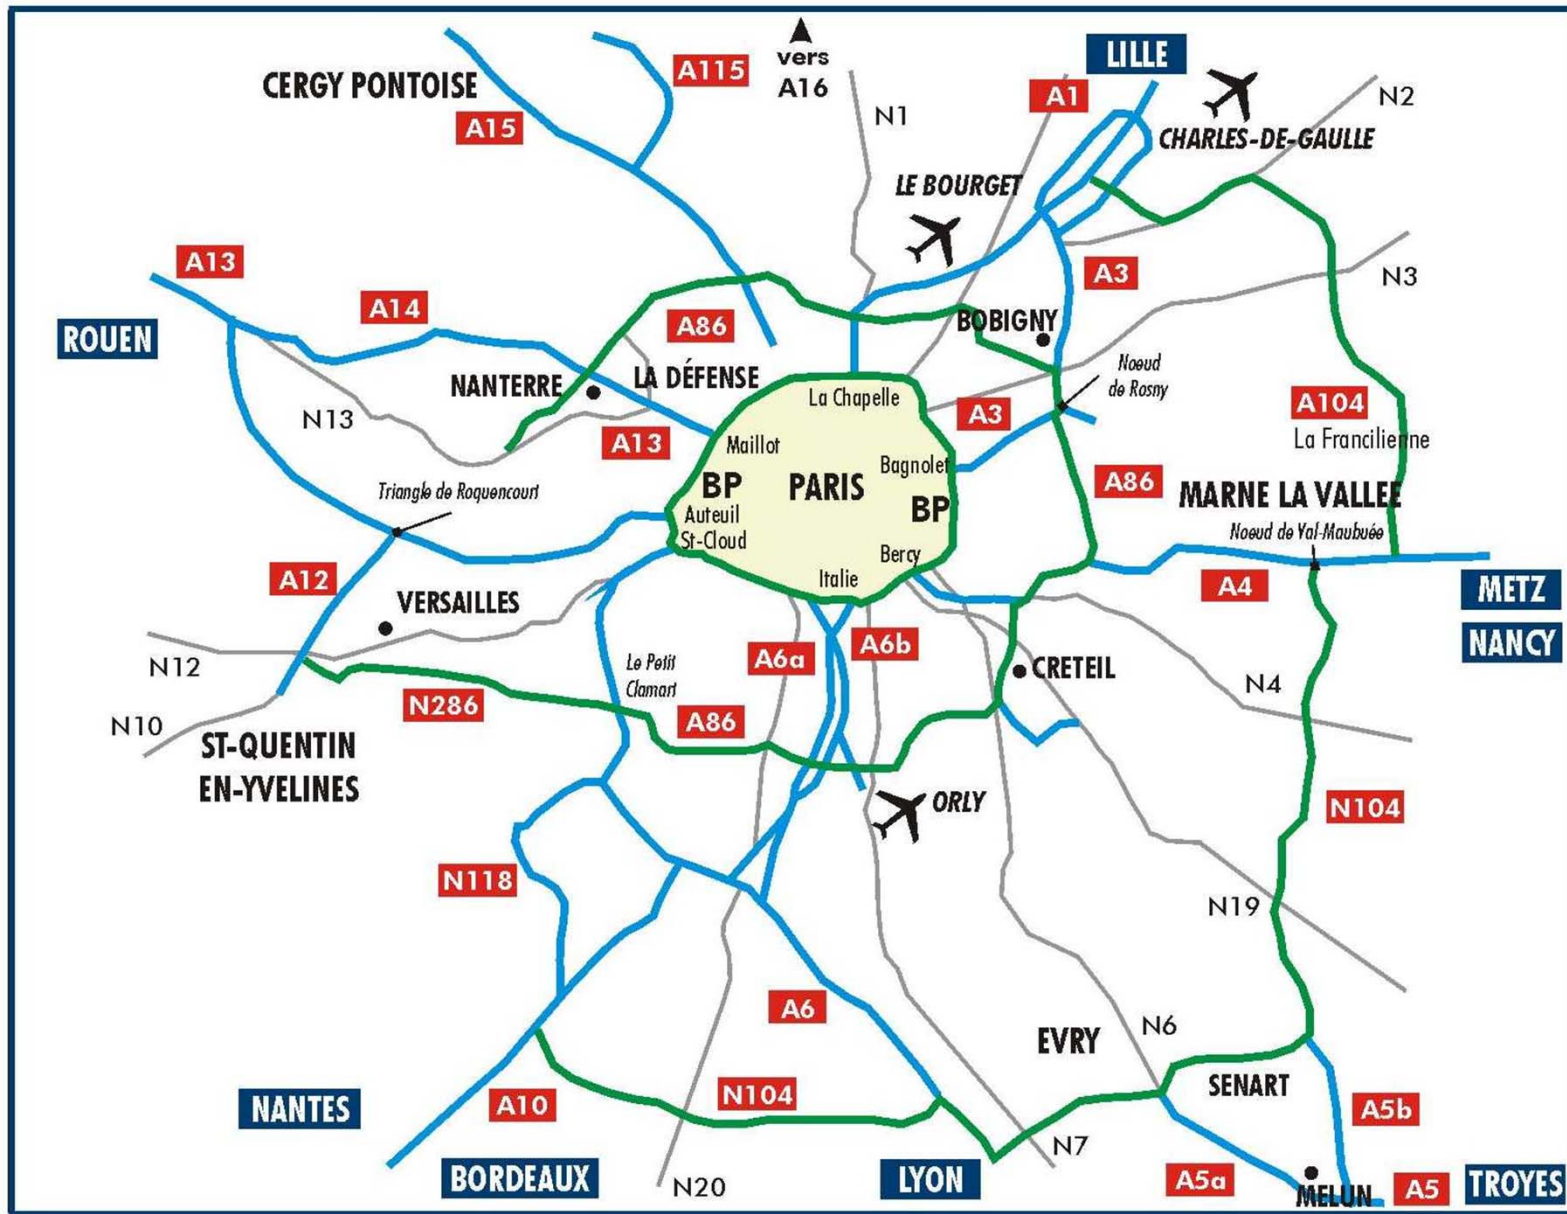 vers
A16
LILLE
A115
A1
N2
CERGY PONTOISE
A15
N1
CHARLES-DE-GAULLE
LE BOURGET
A13
A3
N3
A14
ROUEN
A86
BOBIGNY
NANTERRE
LA DÉFENSE
Noeud
de Rosny
La Chapelle
A3
A104
N13
A13
Maillot
La Francilienne
Bagnolet
A86
BP
PARIS
MARNE LA VALLEE
Triangle de Roquencourt
BP
Auteuil
St-Cloud
Noeud de Val-Maubuée
Bercy
Italie
A12
A4
METZ
VERSAILLES
NANCY
A6a
A6b
N12
Le Petit
Clamart
CRETEIL
N4
N286
A86
N10
ST-QUENTIN
EN-YVELINES
ORLY
N104
N118
N19
A6
N6
EVRY
SENART
NANTES
A10
N104
A5b
N7
BORDEAUX
N20
LYON
A5a
MELUN
A5
TROYES